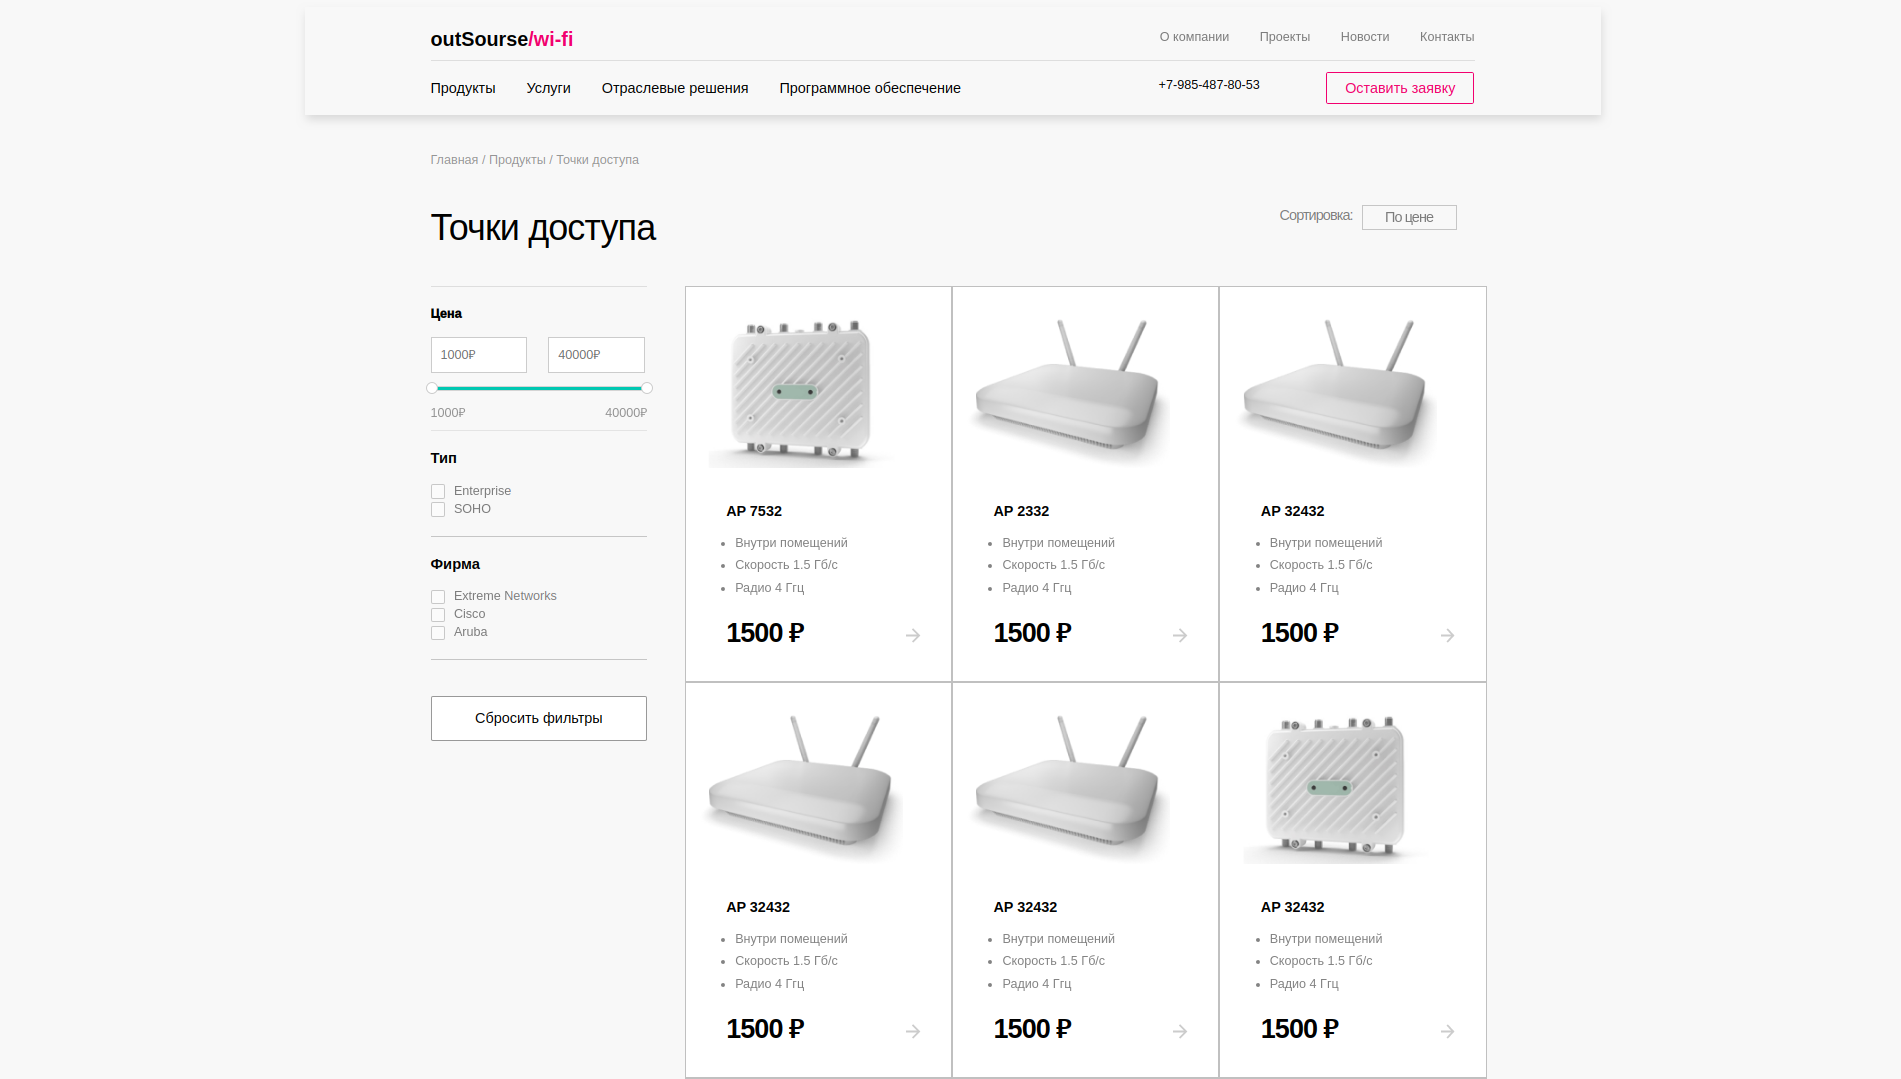 outSourse/wi-fi
О компании
Проекты
Новости
Контакты
Продукты
Услуги
Отраслевые решения
Программное обеспечение
+7-985-487-80-53
Оставить заявку
Главная / Продукты / Точки доступа
Точки доступа
Сортировка:
По цене
Цена
1000₽
40000₽
1000₽
40000₽
Тип
Enterprise
SOHO
Фирма
Extreme Networks
Cisco
Aruba
Сбросить фильтры
AP 7532
Внутри помещений
Скорость 1.5 Гб/с
Радио 4 Ггц
1500 ₽
AP 2332
Внутри помещений
Скорость 1.5 Гб/с
Радио 4 Ггц
1500 ₽
AP 32432
Внутри помещений
Скорость 1.5 Гб/с
Радио 4 Ггц
1500 ₽
AP 32432
Внутри помещений
Скорость 1.5 Гб/с
Радио 4 Ггц
1500 ₽
AP 32432
Внутри помещений
Скорость 1.5 Гб/с
Радио 4 Ггц
1500 ₽
AP 32432
Внутри помещений
Скорость 1.5 Гб/с
Радио 4 Ггц
1500 ₽